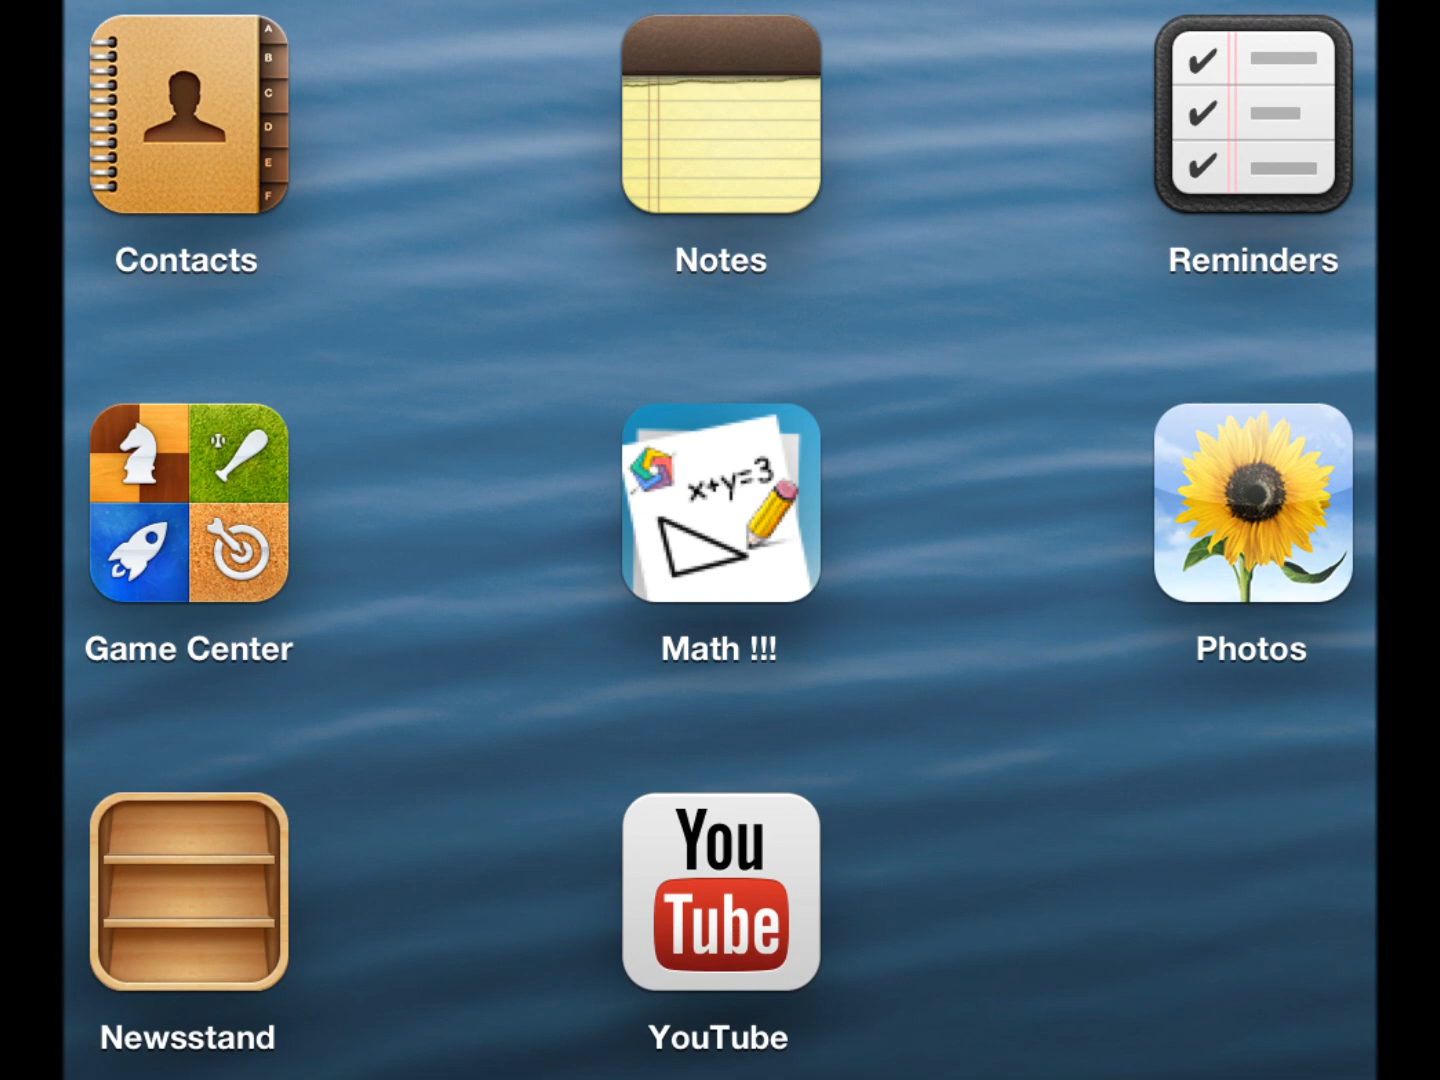 A
B
C
D
E
F
Contacts
Notes
Reminders
x+y=3
Game Center
Math !!!
Photos
You
Tube
Newsstand
YouTube